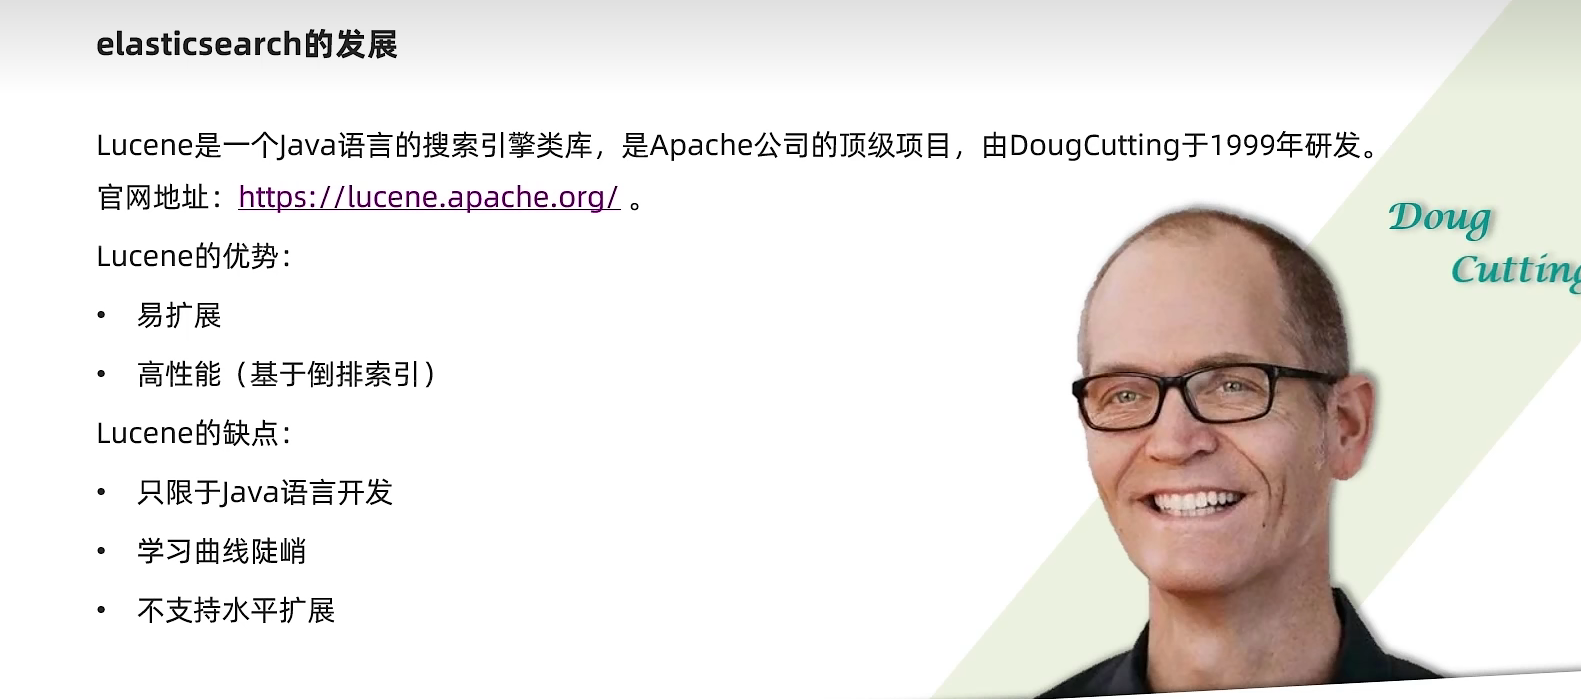 elasticsearch的发展
Lucene是一个Java语言的搜索引擎类库，是Apache公司的顶级项目，由DougCutting于1999年研发。
官网地址：https://lucene.apache.org/ 。
Lucene的优势：
• 易扩展
• 高性能（基于倒排索引）
Lucene的缺点：
• 只限于Java语言开发
• 学习曲线陡峭
• 不支持水平扩展
Doug
Cutting